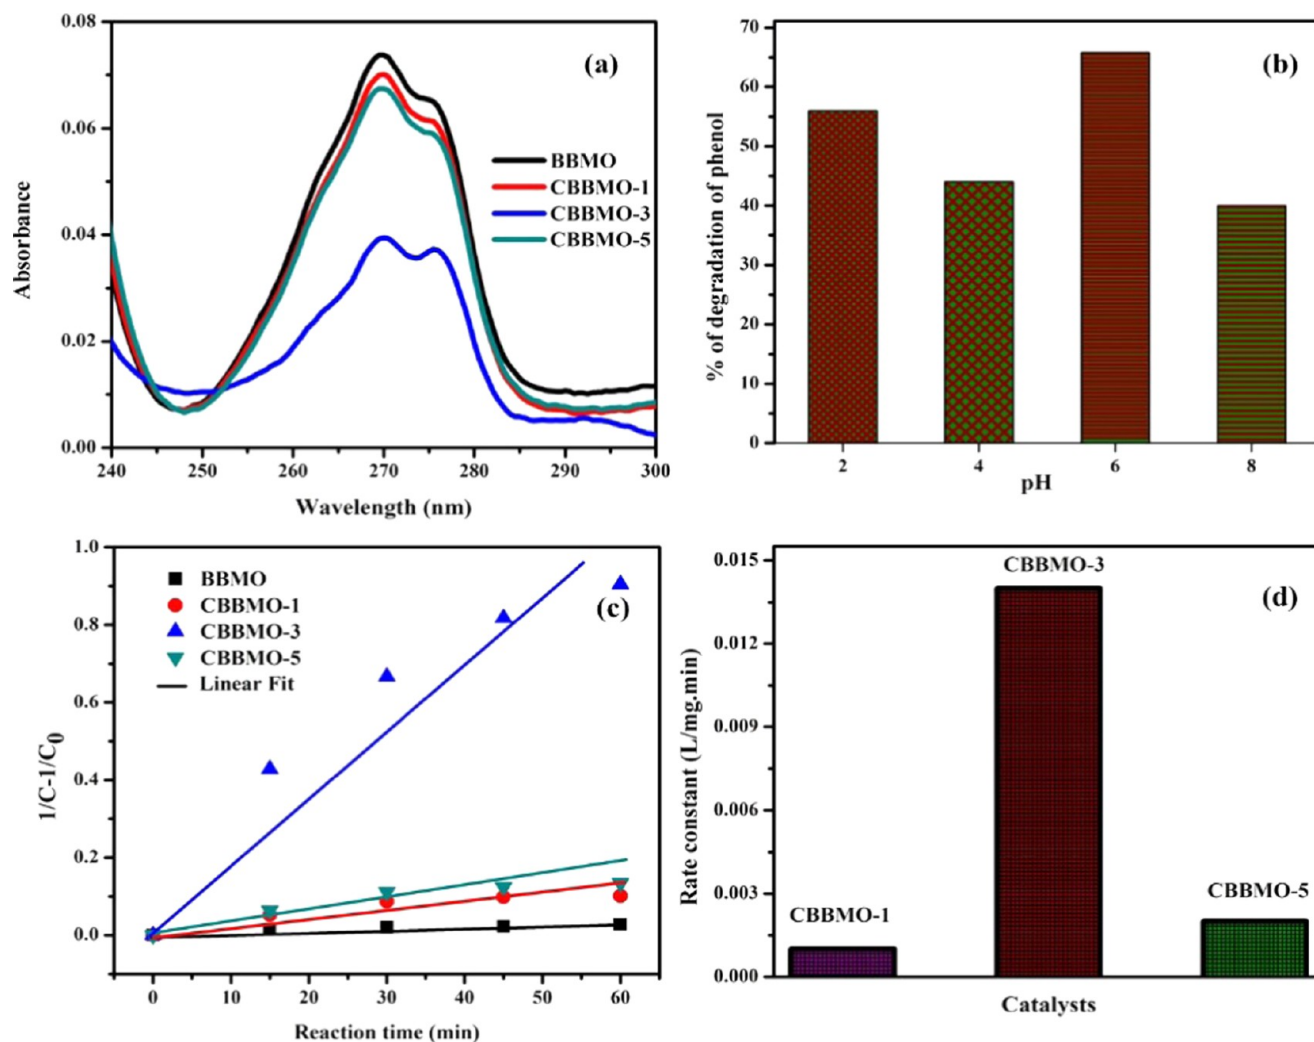 (a)
0.08
0.06
0.04
0.02
0.00
Absorbance
BBMO
CBBMO-1
CBBMO-3
CBBMO-5
240 250 260 270 280 290 300
Wavelength (nm)
(b)
70
60
50
40
30
20
10
0
% of degradation of phenol
2 4 6 8
pH
(c)
1.0
0.8
0.6
0.4
0.2
0.0
1/C-1/C0
BBMO
CBBMO-1
CBBMO-3
CBBMO-5
Linear Fit
0 10 20 30 40 50 60
Reaction time (min)
(d)
0.015
0.012
0.009
0.006
0.003
0.000
Rate constant (L/mg.min)
CBBMO-1
CBBMO-3
CBBMO-5
Catalysts